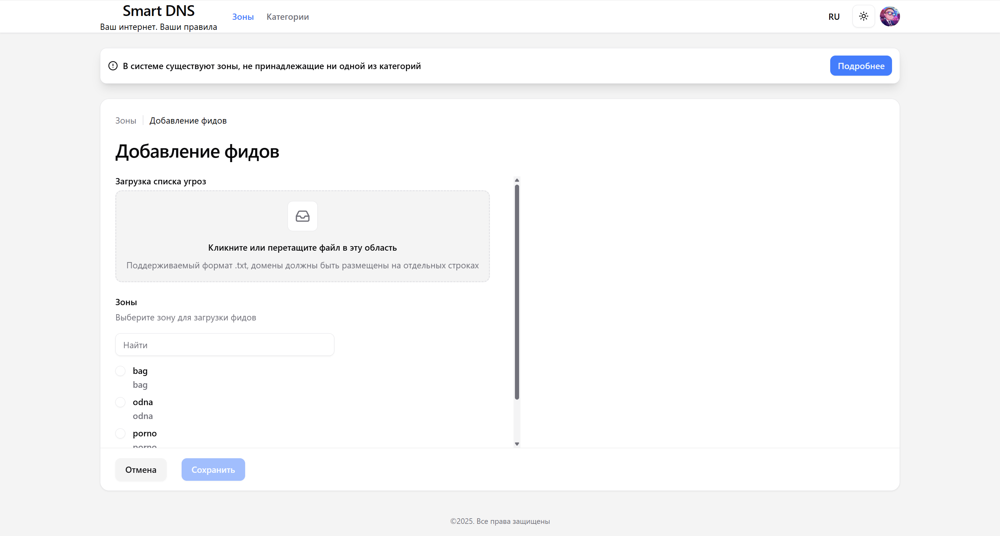 Smart DNS
Ваш интернет. Ваши правила
Зоны
Категории
RU
В системе существуют зоны, не принадлежащие ни одной из категорий
Подробнее
Зоны
Добавление фидов
Добавление фидов
Загрузка списка угроз
Кликните или перетащите файл в эту область
Поддерживаемый формат .txt, домены должны быть размещены на отдельных строках
Зоны
Выберите зону для загрузки фидов
Найти
bag
bag
odna
odna
porno
porno
Отмена
Сохранить
©2025. Все права защищены